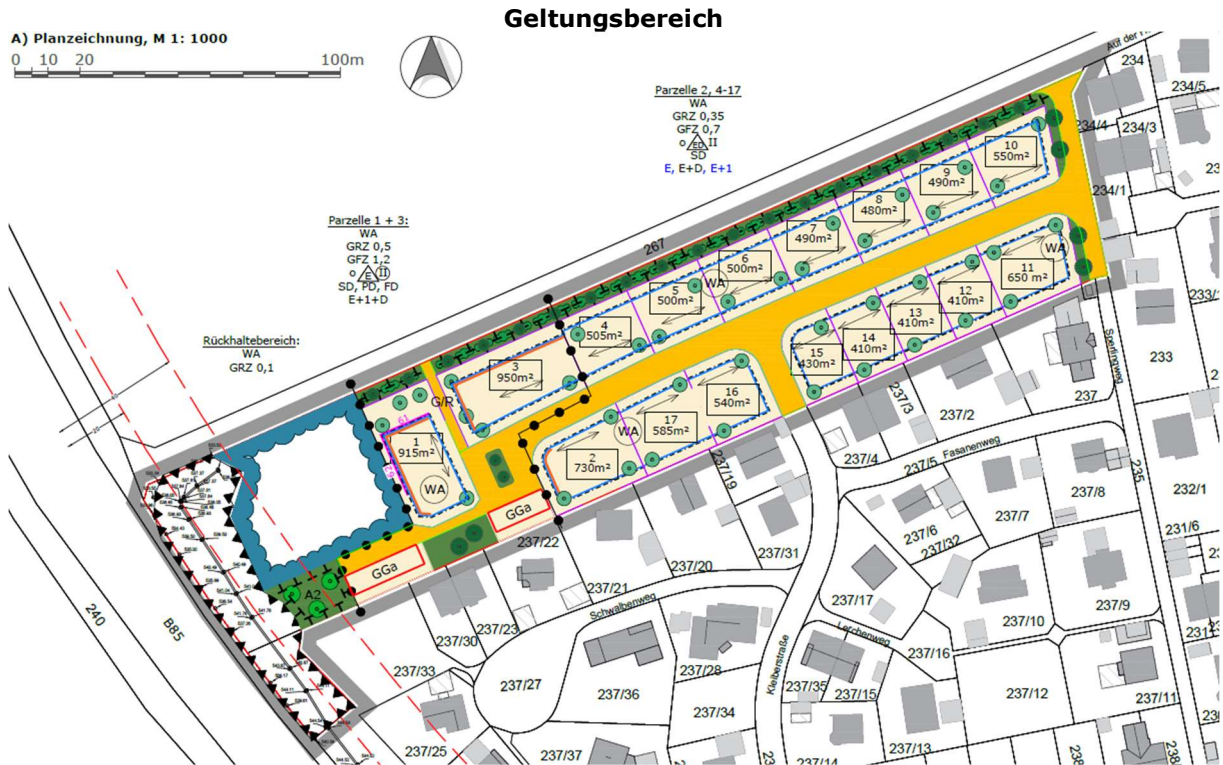 Geltungsbereich
A) Planzeichnung, M 1: 1000
0 10 20 100m
Parzelle 2, 4-17
WA
GRZ 0,35
GFZ 0,7
o ED II
SD
E, E+D, E+1
Parzelle 1 + 3:
WA
GRZ 0,5
GFZ 1,2
o E II
SD, PD, FD
E+1+D
Rückhaltebereich:
WA
GRZ 0,1
Auf der
234
234/5
234/4
234/3
234/1
10
550m²
9
490m²
8
480m²
7
490m²
6
500m²
WA
5
500m²
4
505m²
3
950m²
267
WA
11
650 m²
12
410m²
13
410m²
14
410m²
15
430m²
16
540m²
17
585m²
WA
2
730m²
G/R
1
915m²
WA
GGa
GGa
A2
240
B85
Sperlingweg
233
237
235
237/2
237/3
237/4
237/5
Fasanenweg
237/8
232/1
237/7
237/6
237/32
231/6
237/19
237/22
237/31
237/20
237/21
237/17
237/9
237/10
Schwalbenweg
237/23
237/30
Lerchenweg
237/16
237/33
237/27
237/28
Kleiberstraße
237/35
237/15
237/12
237/11
237/36
237/34
237/25
237/37
237/13
237/14